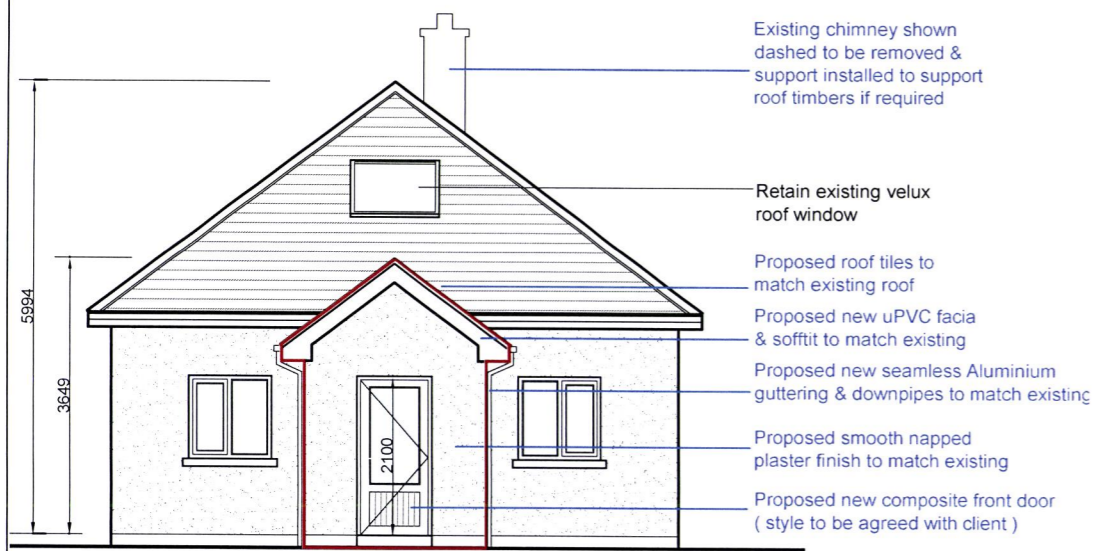 Existing chimney shown
dashed to be removed &
support installed to support
roof timbers if required
Retain existing velux
roof window
Proposed roof tiles to
match existing roof
Proposed new uPVC facia
& sofftit to match existing
Proposed new seamless Aluminium
guttering & downpipes to match existing
Proposed smooth napped
plaster finish to match existing
Proposed new composite front door
( style to be agreed with client )
5994
3649
2100